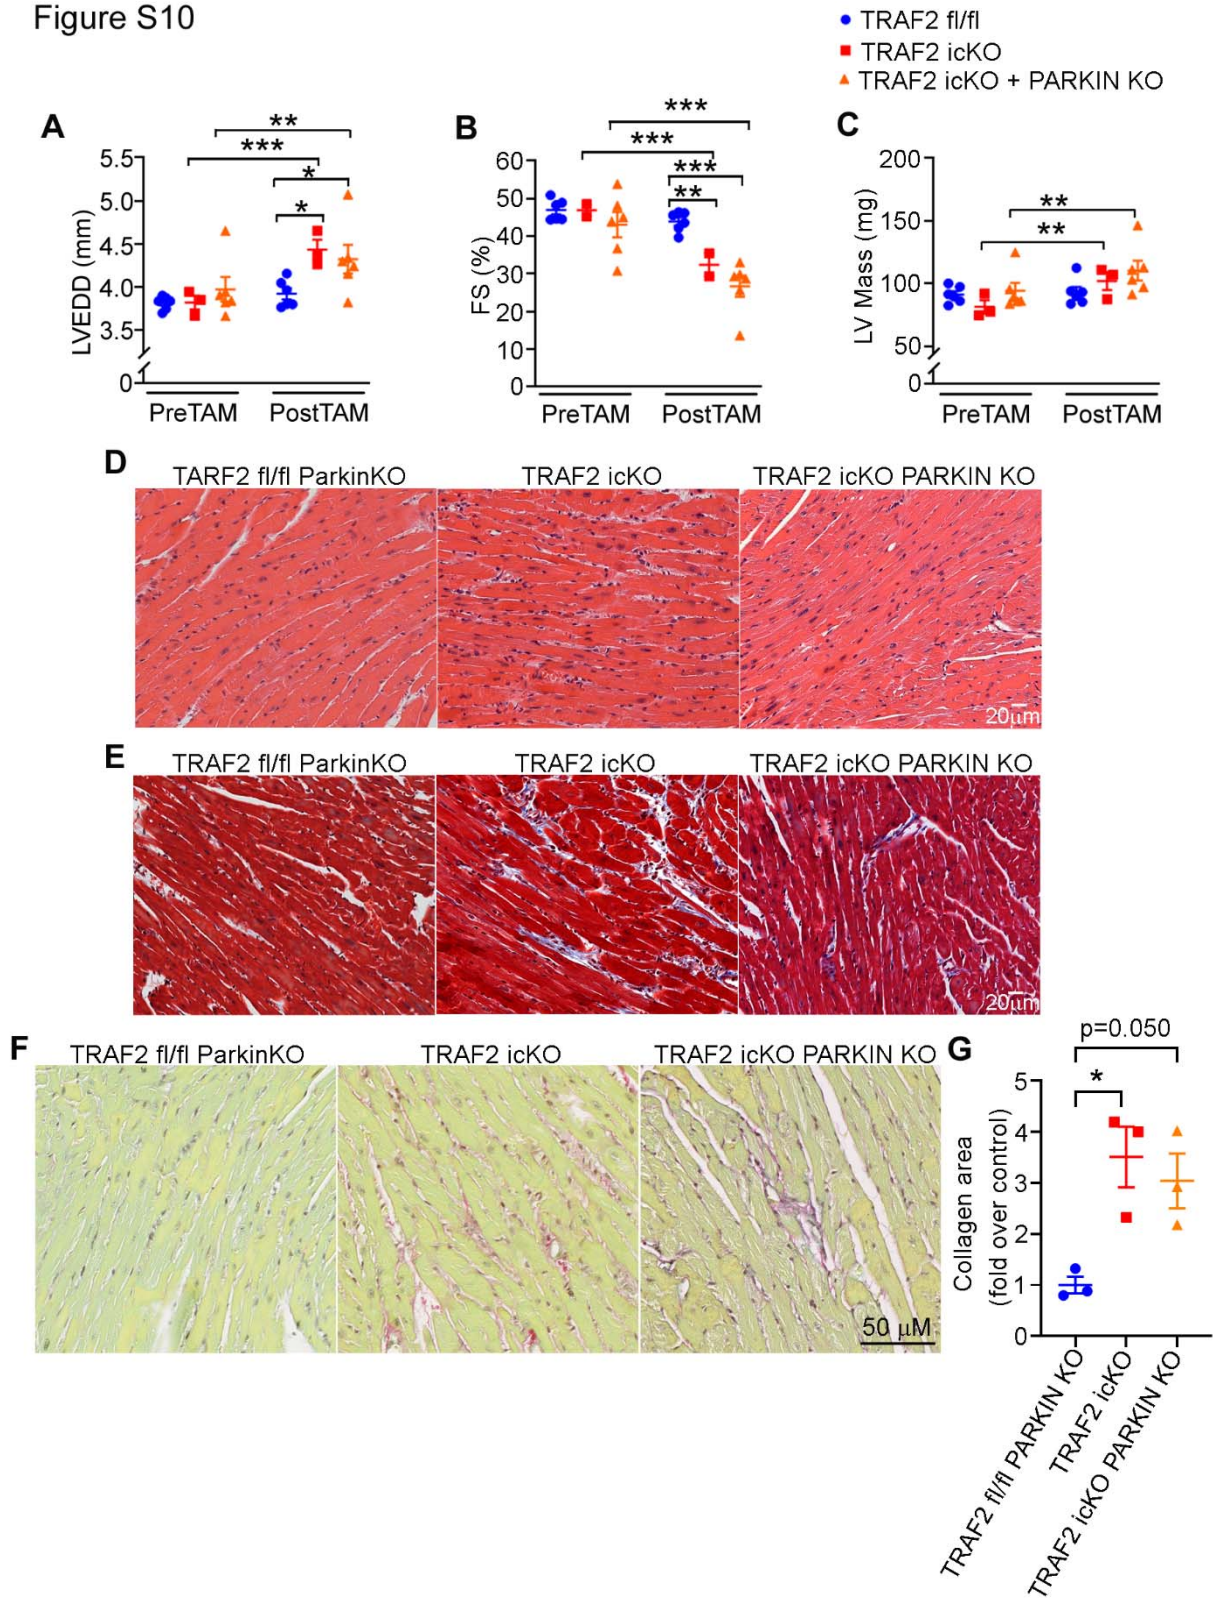 Figure S10
TRAF2 fl/fl
TRAF2 icKO
TRAF2 icKO + PARKIN KO
A
**
***
*
*
5.5
5.0
4.5
4.0
3.5
0
LVEDD (mm)
PreTAM
PostTAM
B
***
***
***
**
60
50
40
30
20
10
0
FS (%)
PreTAM
PostTAM
C
**
**
200
150
100
50
0
LV Mass (mg)
PreTAM
PostTAM
D
TARF2 fl/fl ParkinKO
TRAF2 icKO
TRAF2 icKO PARKIN KO
20μm
E
TRAF2 fl/fl ParkinKO
TRAF2 icKO
TRAF2 icKO PARKIN KO
20μm
F
TRAF2 fl/fl ParkinKO
TRAF2 icKO
TRAF2 icKO PARKIN KO
50 μM
G
p=0.050
*
5
4
3
2
1
0
Collagen area
(fold over control)
TRAF2 fl/fl PARKIN KO
TRAF2 icKO
TRAF2 icKO PARKIN KO